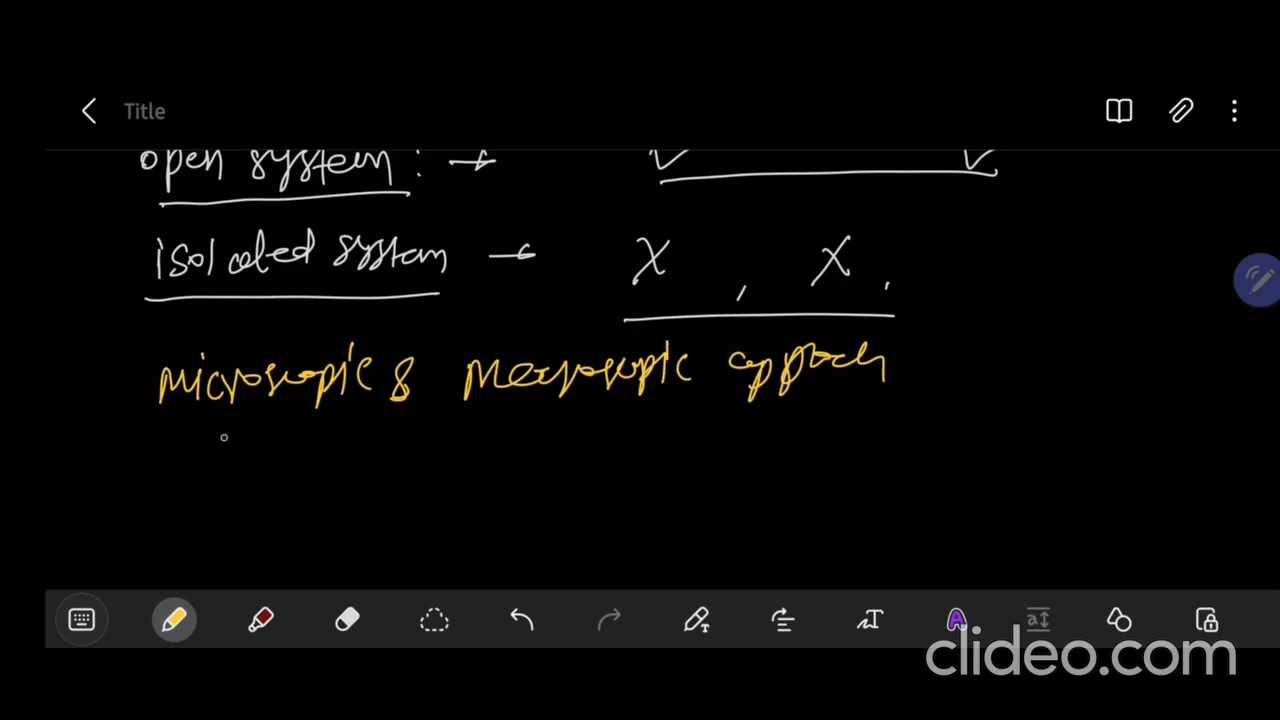 Title
open system : →
✓ ✓
isolated system → X , X .
microscopic & Macroscopic approach
clideo.com